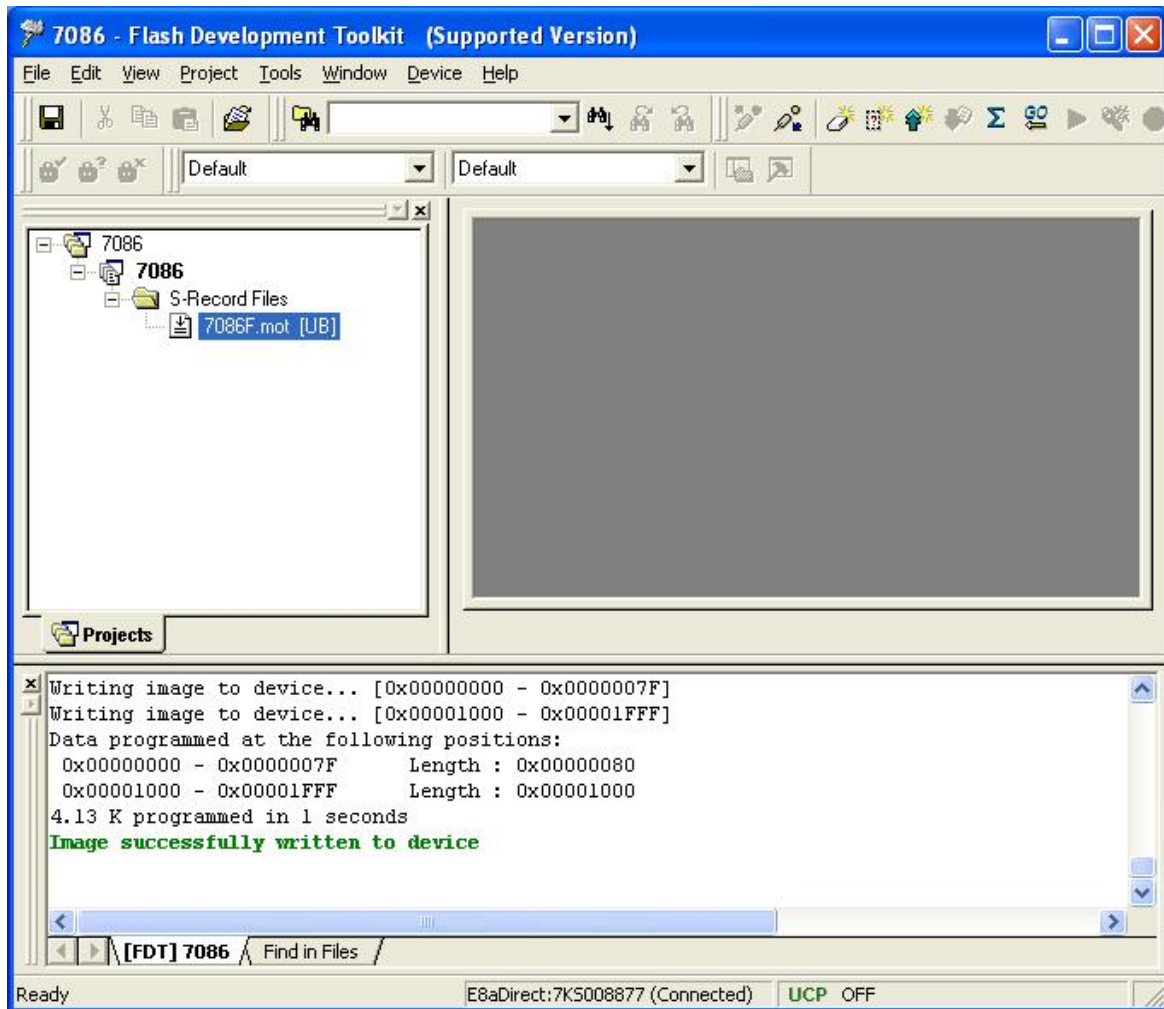 7086 - Flash Development Toolkit (Supported Version)
File Edit View Project Tools Window Device Help
GO
Default Default
7086
7086
S-Record Files
7086F.mot [UB]
Projects
Writing image to device... [0x00000000 - 0x0000007F]
Writing image to device... [0x00001000 - 0x00001FFF]
Data programmed at the following positions:
0x00000000 - 0x0000007F Length : 0x00000080
0x00001000 - 0x00001FFF Length : 0x00001000
4.13 K programmed in 1 seconds
Image successfully written to device
[FDT] 7086 Find in Files
Ready E8aDirect:7KS008877 (Connected) UCP OFF